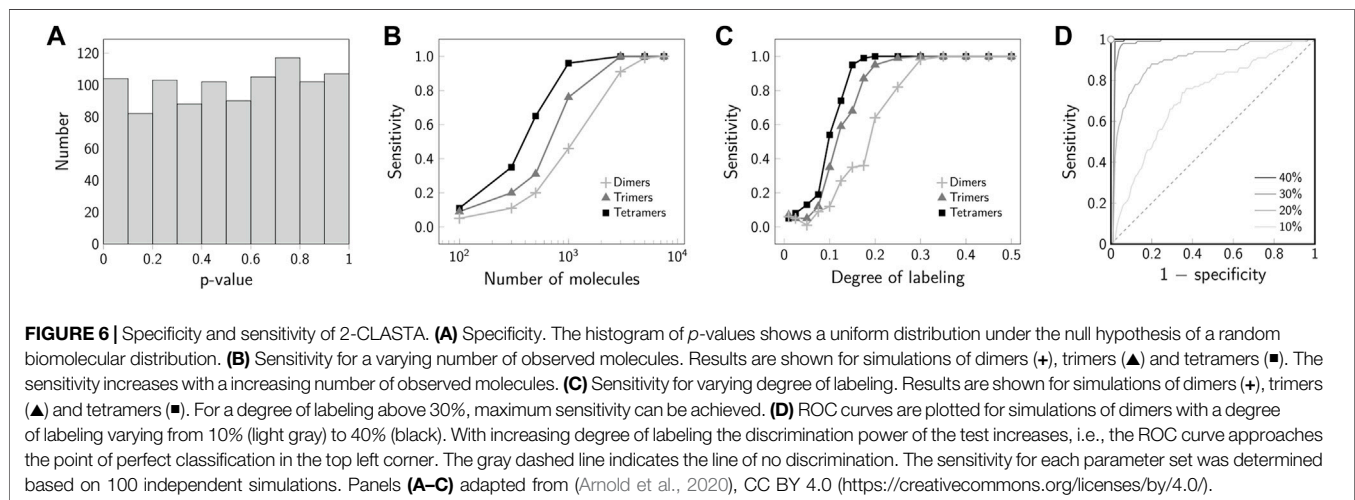 A
B
C
D
120
100
80
60
40
20
0
Number
0 0.2 0.4 0.6 0.8 1
p-value
1.0
0.8
0.6
0.4
0.2
0.0
Sensitivity
Dimers
Trimers
Tetramers
10² 10³ 10⁴
Number of molecules
1.0
0.8
0.6
0.4
0.2
0.0
Sensitivity
Dimers
Trimers
Tetramers
0 0.1 0.2 0.3 0.4 0.5
Degree of labeling
1
0.8
0.6
0.4
0.2
0
Sensitivity
40%
30%
20%
10%
0 0.2 0.4 0.6 0.8 1
1 − specificity
FIGURE 6 | Specificity and sensitivity of 2-CLASTA. (A) Specificity. The histogram of p-values shows a uniform distribution under the null hypothesis of a random
biomolecular distribution. (B) Sensitivity for a varying number of observed molecules. Results are shown for simulations of dimers (+), trimers (▲) and tetramers (■). The
sensitivity increases with a increasing number of observed molecules. (C) Sensitivity for varying degree of labeling. Results are shown for simulations of dimers (+), trimers
(▲) and tetramers (■). For a degree of labeling above 30%, maximum sensitivity can be achieved. (D) ROC curves are plotted for simulations of dimers with a degree
of labeling varying from 10% (light gray) to 40% (black). With increasing degree of labeling the discrimination power of the test increases, i.e., the ROC curve approaches
the point of perfect classification in the top left corner. The gray dashed line indicates the line of no discrimination. The sensitivity for each parameter set was determined
based on 100 independent simulations. Panels (A–C) adapted from (Arnold et al., 2020), CC BY 4.0 (https://creativecommons.org/licenses/by/4.0/).